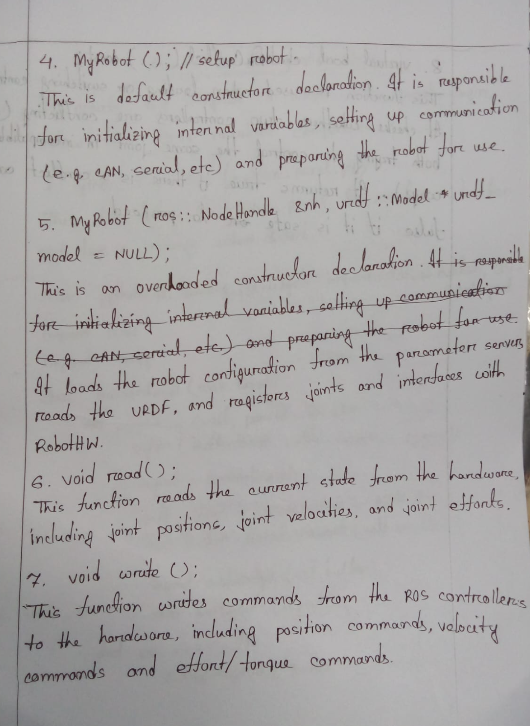 4. MyRobot (); // setup robot.
This is default constructor declaration. It is responsible
for initializing internal variables, setting up communication
(e.g. CAN, serial, etc) and preparing the robot for use.
5. MyRobot (ros:: NodeHandle &nh, urdf :: Model * urdf_
model = NULL);
This is an overloaded constructor declaration. It is responsible
for initializing internal variables, setting up communication
(e.g. CAN, serial, etc.) and preparing the robot for use.
It loads the robot configuration from the parameter servers
reads the URDF, and registers joints and interfaces with
RobotHW.
6. void read();
This function reads the current state from the hardware,
including joint positions, joint velocities, and joint efforts.
7. void write ();
This function writes commands from the ROS controllers
to the hardware, including position commands, velocity
commands and effort/torque commands.